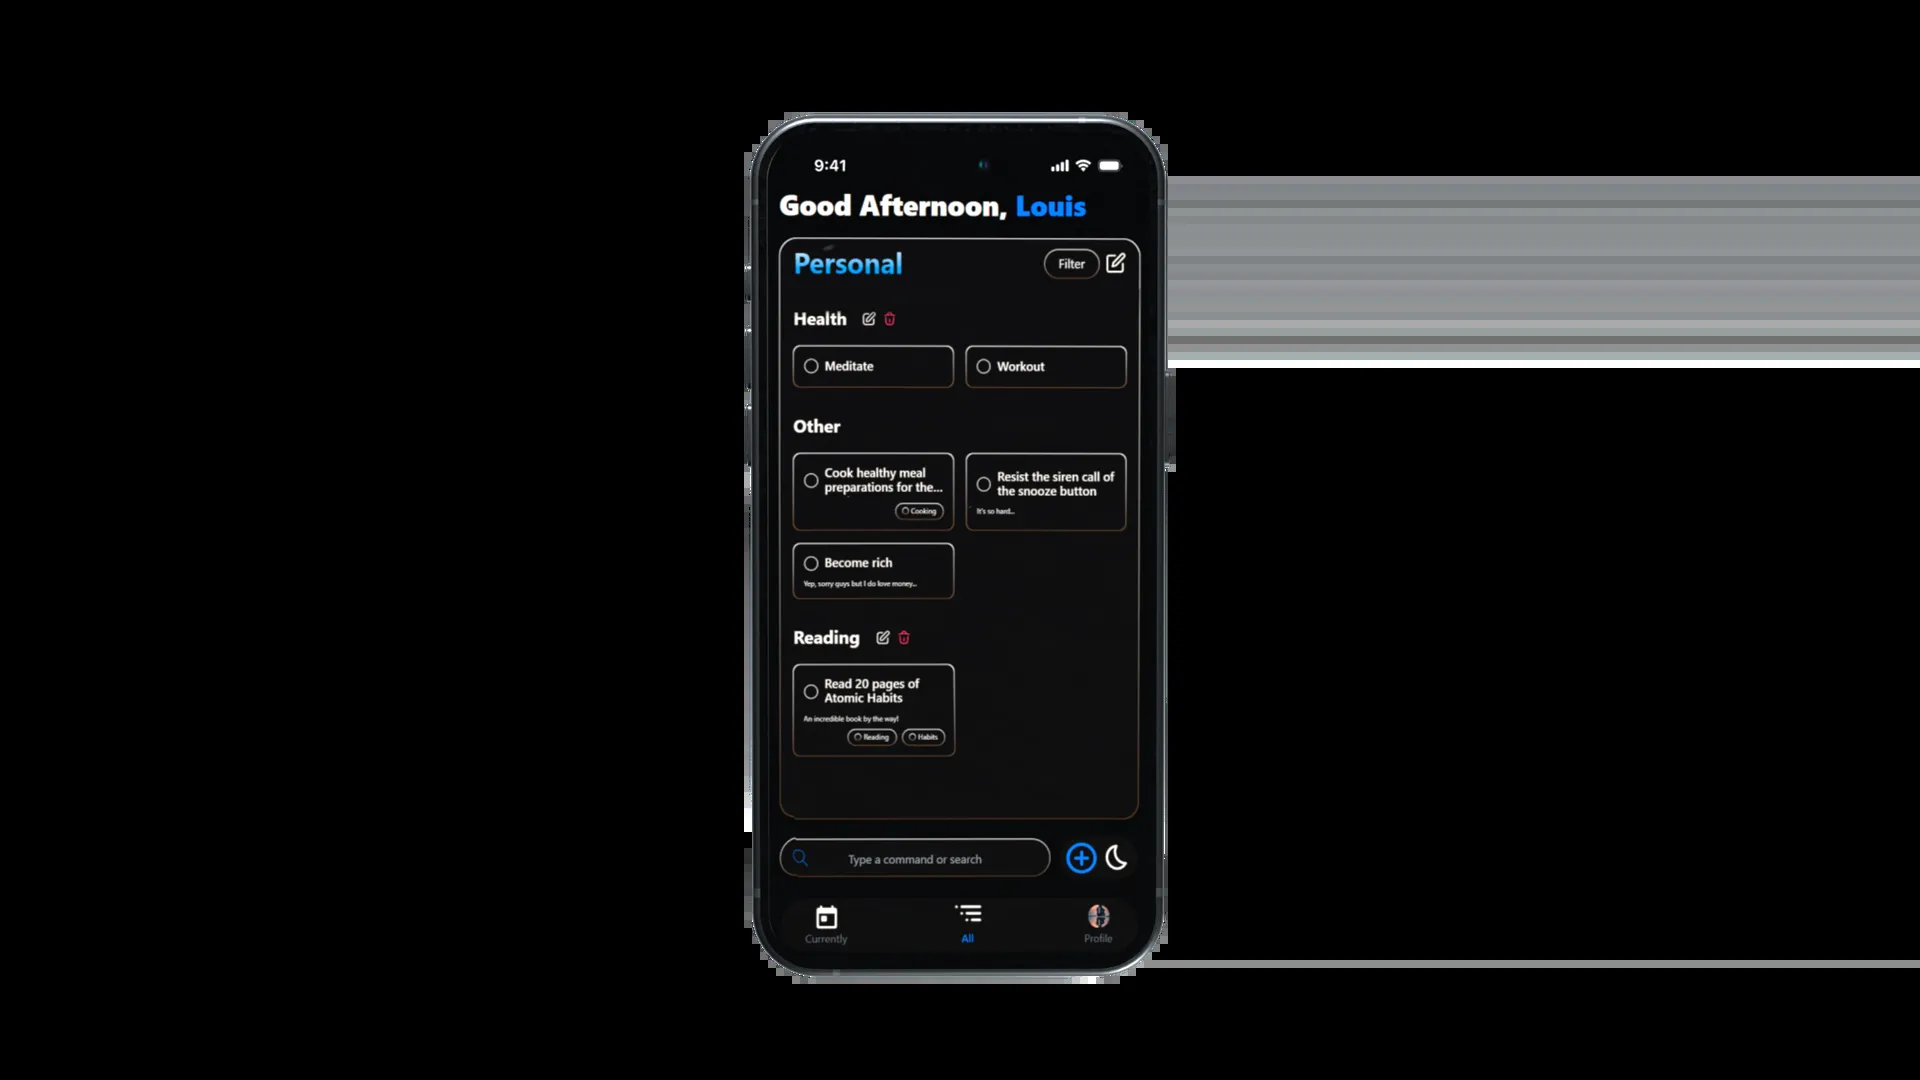 9:41
Good Afternoon, Louis
Personal
Filter
Health
Meditate
Workout
Other
Cook healthy meal
preparations for the...
Cooking
Resist the siren call of
the snooze button
It's so hard...
Become rich
Yep, sorry guys but I do love money...
Reading
Read 20 pages of
Atomic Habits
An incredible book by the way!
Reading
Habits
Type a command or search
Currently
All
Profile